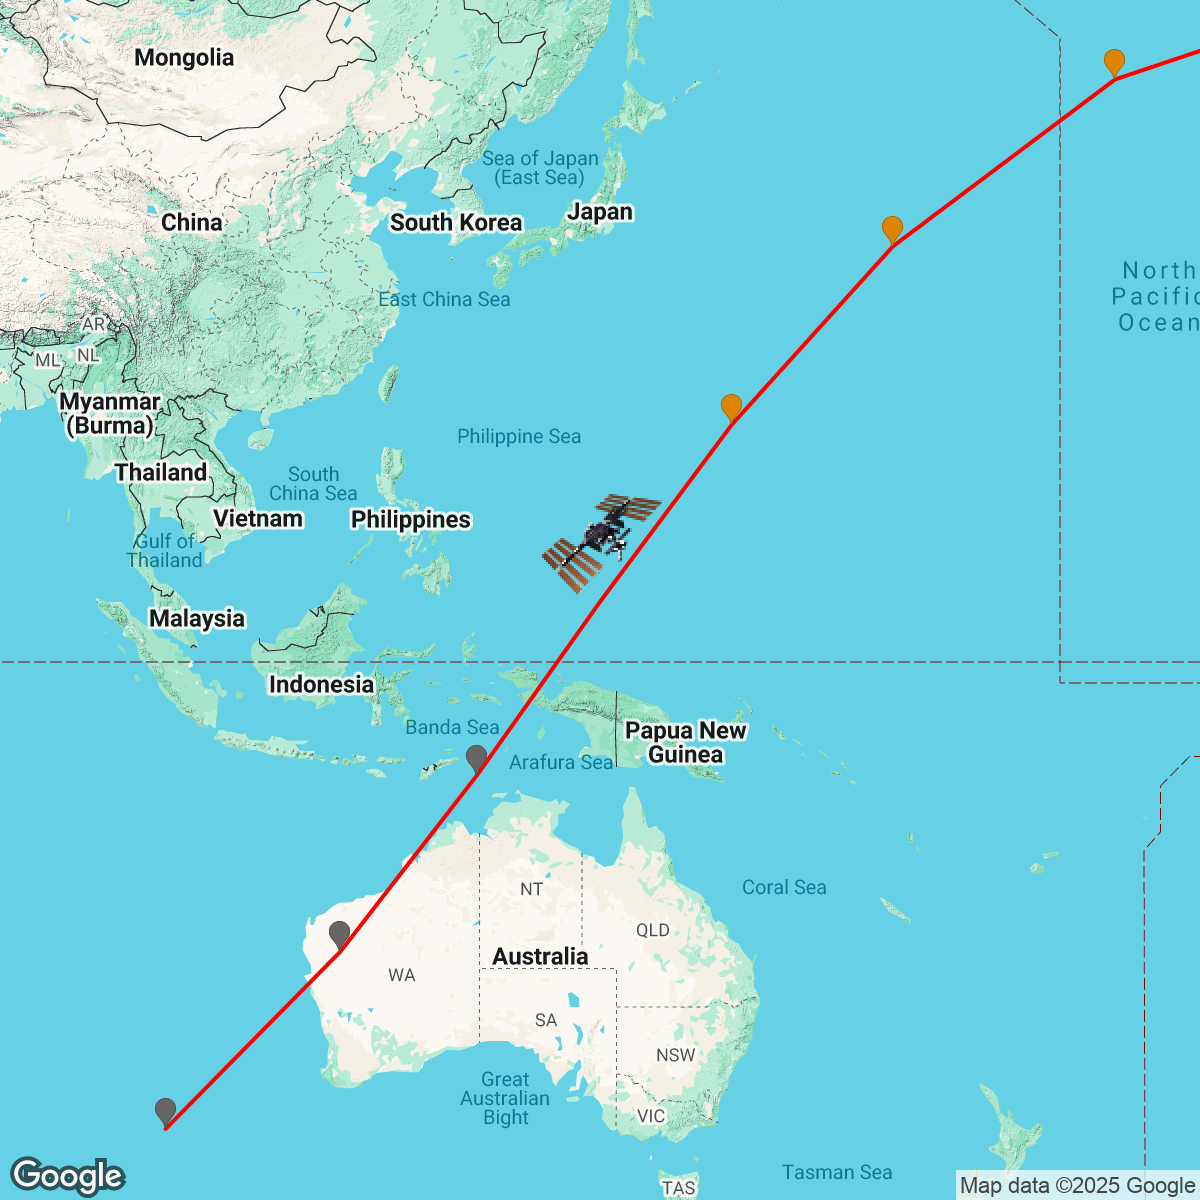 Mongolia
Sea of Japan
(East Sea)
China
South Korea
Japan
North
Pacific
Ocean
East China Sea
AR
ML
NL
Myanmar
(Burma)
Philippine Sea
Thailand
South
China Sea
Vietnam
Philippines
Gulf of
Thailand
Malaysia
Indonesia
Banda Sea
Papua New
Guinea
Arafura Sea
NT
Coral Sea
QLD
Australia
WA
SA
NSW
Great
Australian
Bight
VIC
Tasman Sea
TAS
Google
Map data ©2025 Google